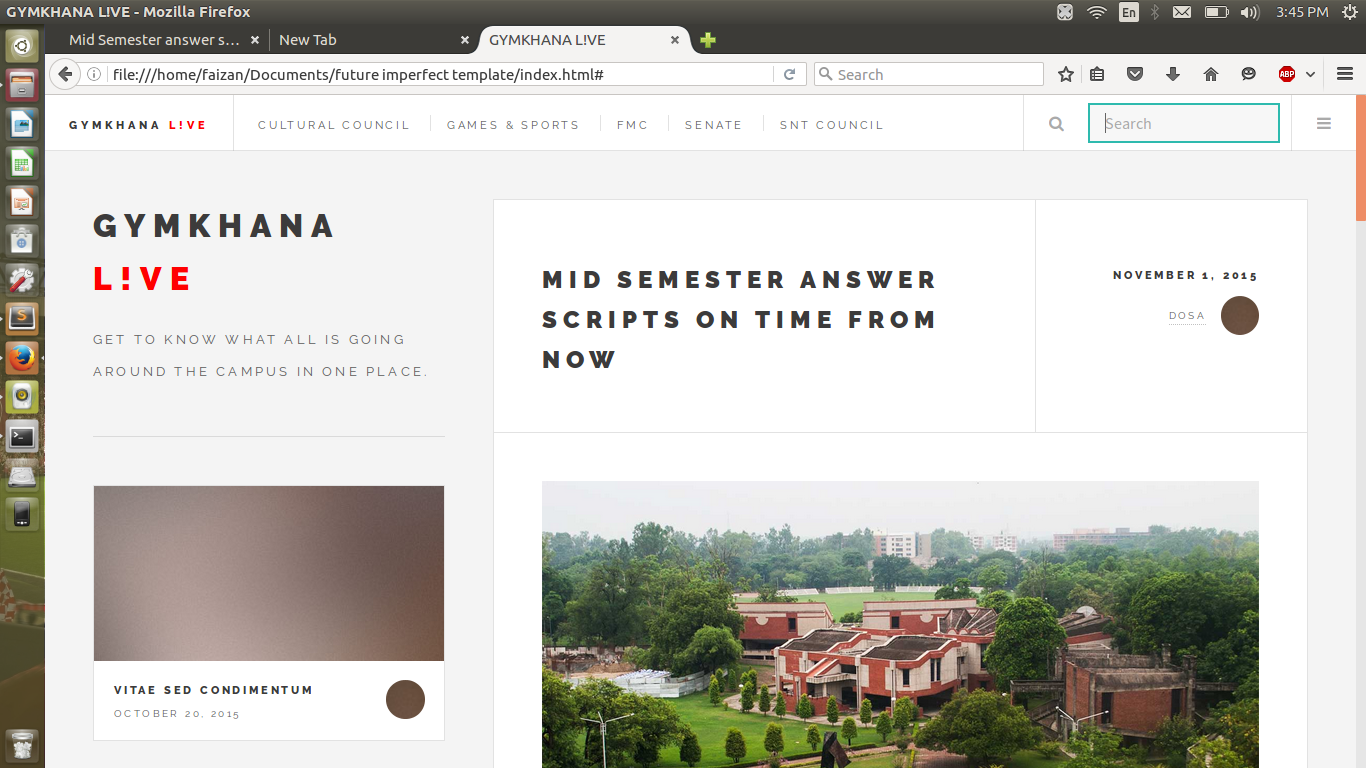 GYMKHANA L!VE - Mozilla Firefox
En
3:45 PM
Mid Semester answer s...
New Tab
GYMKHANA L!VE
file:///home/faizan/Documents/future imperfect template/index.html#
Search
ABP
GYMKHANA L!VE
CULTURAL COUNCIL
GAMES & SPORTS
FMC
SENATE
SNT COUNCIL
Search
GYMKHANA
L!VE
GET TO KNOW WHAT ALL IS GOING
AROUND THE CAMPUS IN ONE PLACE.
VITAE SED CONDIMENTUM
OCTOBER 20, 2015
MID SEMESTER ANSWER
SCRIPTS ON TIME FROM
NOW
NOVEMBER 1, 2015
DOSA